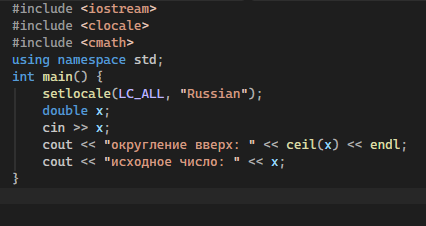 #include <iostream>
#include <clocale>
#include <cmath>
using namespace std;
int main() {
    setlocale(LC_ALL, "Russian");
    double x;
    cin >> x;
    cout << "округление вверх: " << ceil(x) << endl;
    cout << "исходное число: " << x;
}